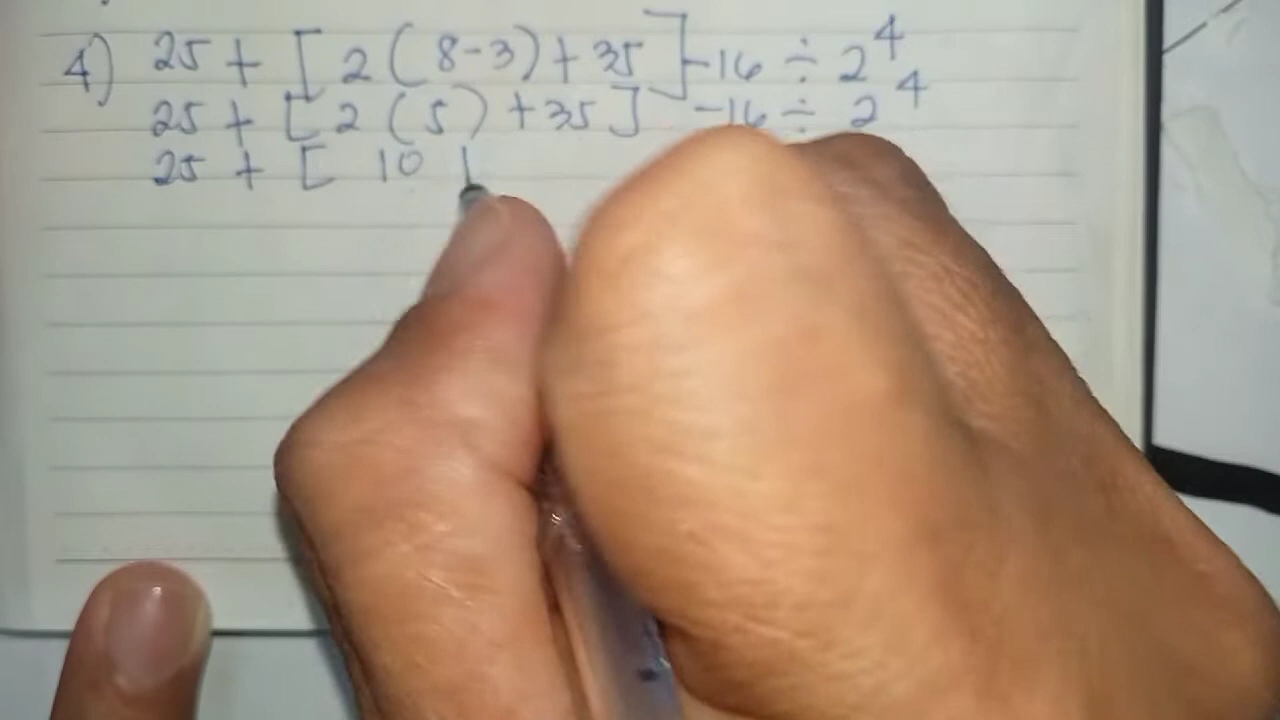 4) 25 + [ 2 ( 8-3) + 35 ] -16 ÷ 2⁴
25 + [ 2 ( 5 ) + 35 ] -16 ÷ 2⁴
25 + [ 10